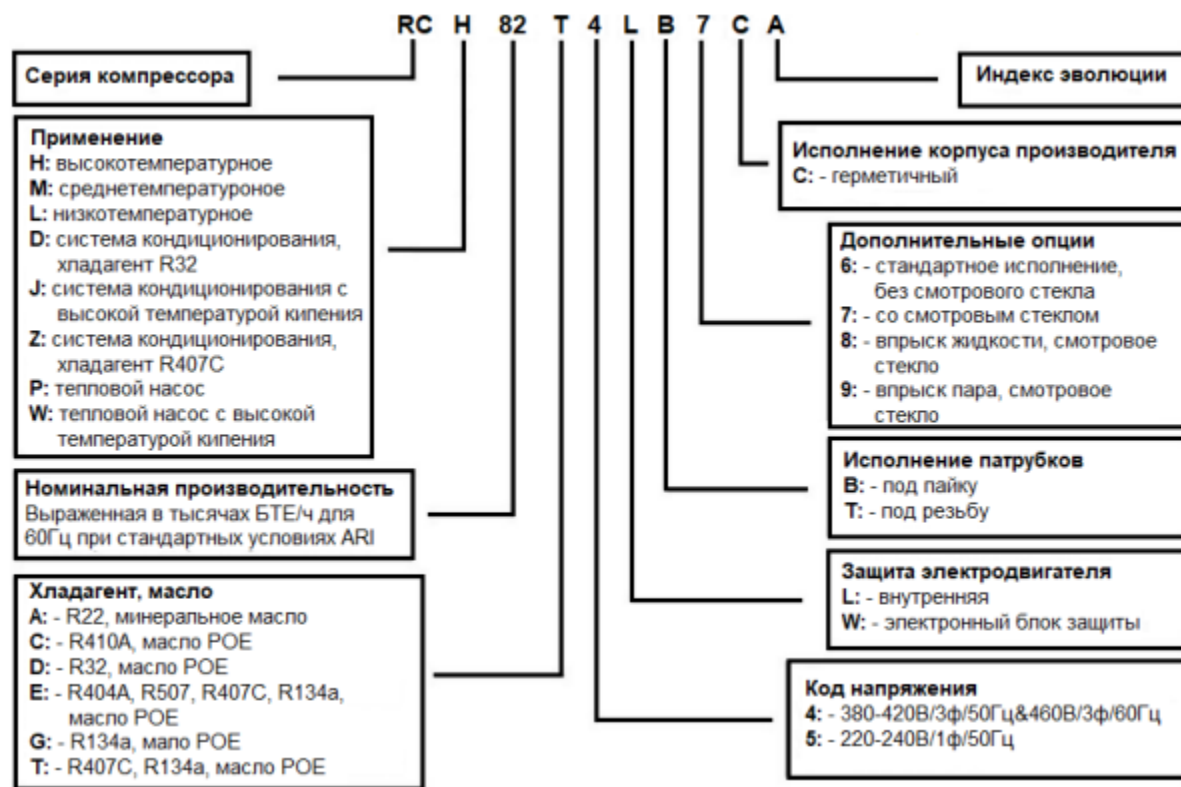 RC H 82 T 4 L B 7 C A
Серия компрессора
Применение
H: высокотемпературное
M: среднетемпературоное
L: низкотемпературное
D: система кондиционирования,
хладагент R32
J: система кондиционирования с
высокой температурой кипения
Z: система кондиционирования,
хладагент R407C
P: тепловой насос
W: тепловой насос с высокой
температурой кипения
Номинальная производительность
Выраженная в тысячах БТЕ/ч для
60Гц при стандартных условиях ARI
Хладагент, масло
A: - R22, минеральное масло
C: - R410A, масло POE
D: - R32, масло POE
E: - R404A, R507, R407C, R134a,
масло POE
G: - R134a, мало POE
T: - R407C, R134a, масло POE
Индекс эволюции
Исполнение корпуса производителя
C: - герметичный
Дополнительные опции
6: - стандартное исполнение,
без смотрового стекла
7: - со смотровым стеклом
8: - впрыск жидкости, смотровое
стекло
9: - впрыск пара, смотровое
стекло
Исполнение патрубков
B: - под пайку
T: - под резьбу
Защита электродвигателя
L: - внутренняя
W: - электронный блок защиты
Код напряжения
4: - 380-420В/3ф/50Гц&460В/3ф/60Гц
5: - 220-240В/1ф/50Гц